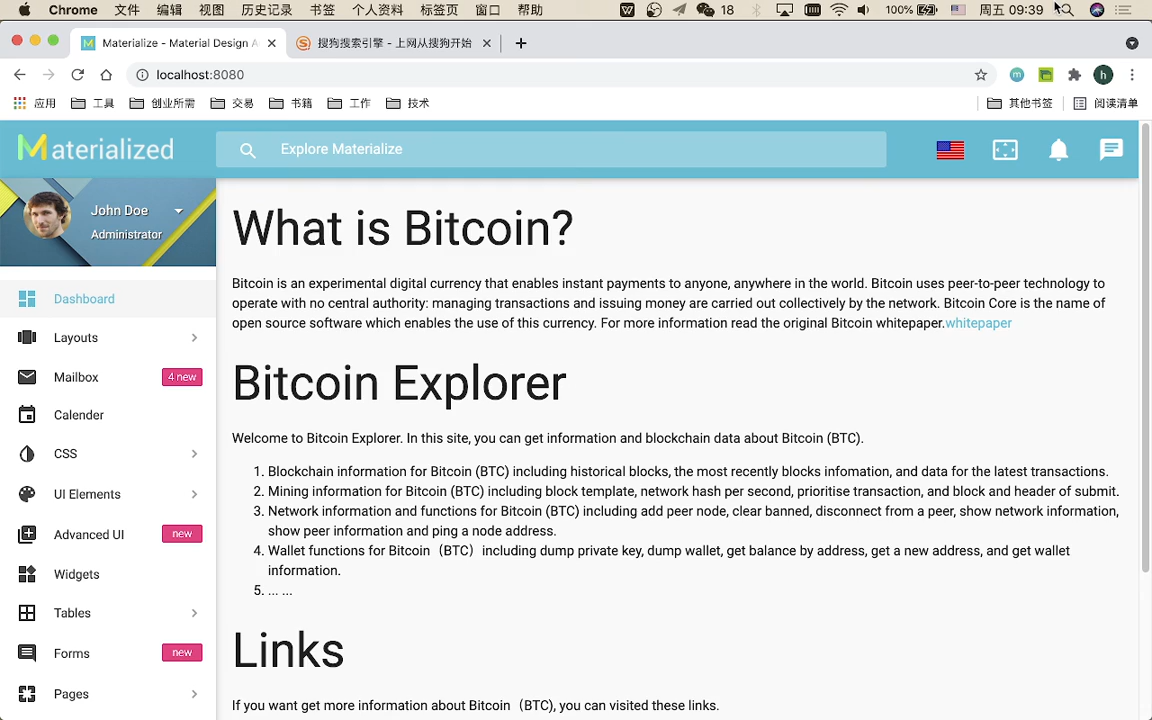 Chrome 文件 编辑 视图 历史记录 书签 个人资料 标签页 窗口 帮助 18 100% 周五 09:39
Materialize - Material Design A 搜狗搜索引擎 - 上网从搜狗开始
localhost:8080 m h
应用 工具 创业所需 交易 书籍 工作 技术 其他书签 阅读清单
Materialized Explore Materialize
John Doe
Administrator
Dashboard
Layouts
Mailbox 4 new
Calender
CSS
UI Elements
Advanced UI new
Widgets
Tables
Forms new
Pages
What is Bitcoin?
Bitcoin is an experimental digital currency that enables instant payments to anyone, anywhere in the world. Bitcoin uses peer-to-peer technology to
operate with no central authority: managing transactions and issuing money are carried out collectively by the network. Bitcoin Core is the name of
open source software which enables the use of this currency. For more information read the original Bitcoin whitepaper.whitepaper
Bitcoin Explorer
Welcome to Bitcoin Explorer. In this site, you can get information and blockchain data about Bitcoin (BTC).
1. Blockchain information for Bitcoin (BTC) including historical blocks, the most recently blocks infomation, and data for the latest transactions.
2. Mining information for Bitcoin (BTC) including block template, network hash per second, prioritise transaction, and block and header of submit.
3. Network information and functions for Bitcoin (BTC) including add peer node, clear banned, disconnect from a peer, show network information,
show peer information and ping a node address.
4. Wallet functions for Bitcoin（BTC）including dump private key, dump wallet, get balance by address, get a new address, and get wallet
information.
5. ... ...
Links
If you want get more information about Bitcoin（BTC), you can visited these links.